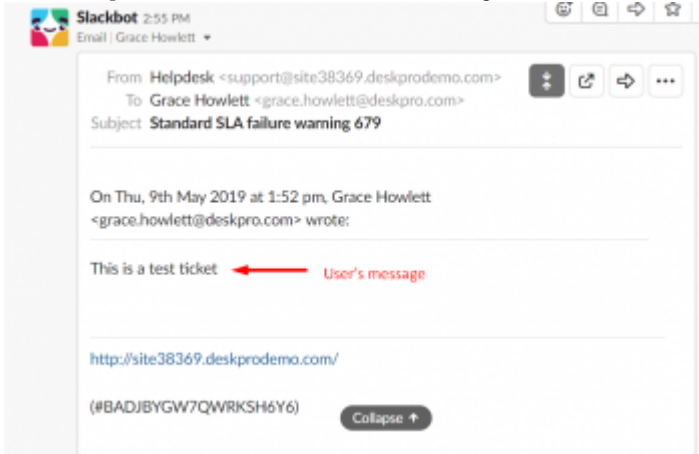 Slackbot 2:55 PM
Email | Grace Howlett
From Helpdesk <support@site38369.deskprodemo.com>
To Grace Howlett <grace.howlett@deskpro.com>
Subject Standard SLA failure warning 679
On Thu, 9th May 2019 at 1:52 pm, Grace Howlett
<grace.howlett@deskpro.com> wrote:
This is a test ticket
User's message
http://site38369.deskprodemo.com/
(#BADJBYGW7QWRKSH6Y6)
Collapse ↑